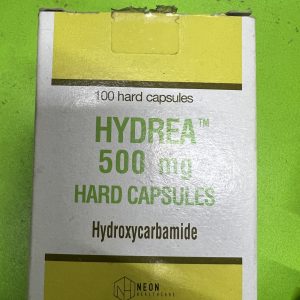 100 hard capsules
HYDREA™
500 mg
HARD CAPSULES
Hydroxycarbamide
NEON
HEALTHCARE